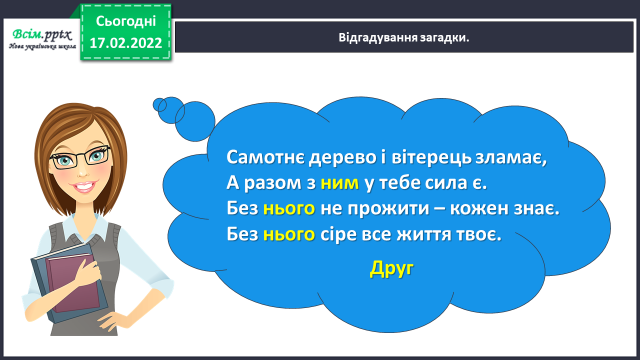 Всім.pptx
Нова українська школа
Сьогодні
17.02.2022
Відгадування загадки.
Самотнє дерево і вітерець зламає,
А разом з ним у тебе сила є.
Без нього не прожити – кожен знає.
Без нього сіре все життя твоє.
Друг